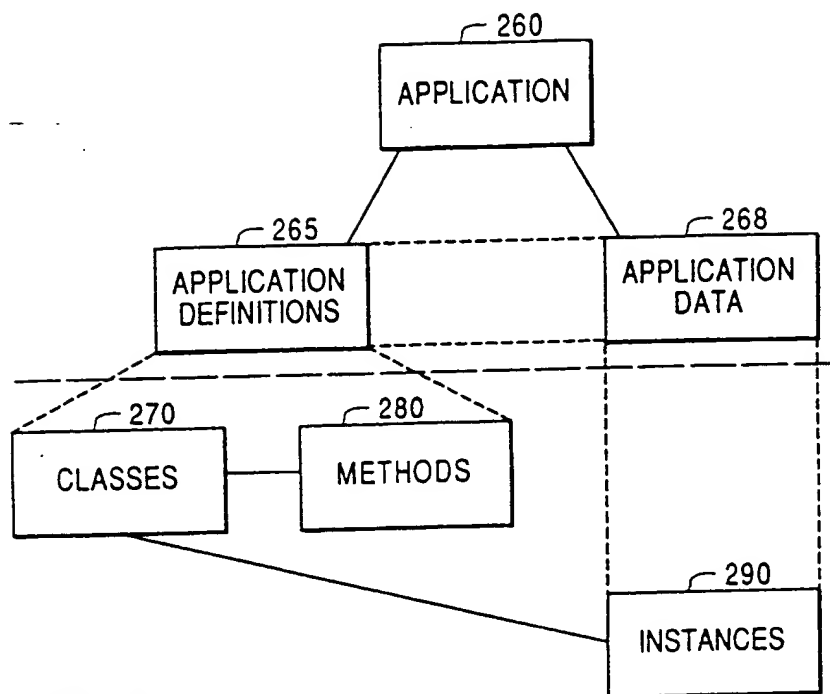 260
APPLICATION
265
APPLICATION
DEFINITIONS
268
APPLICATION
DATA
270
CLASSES
280
METHODS
290
INSTANCES